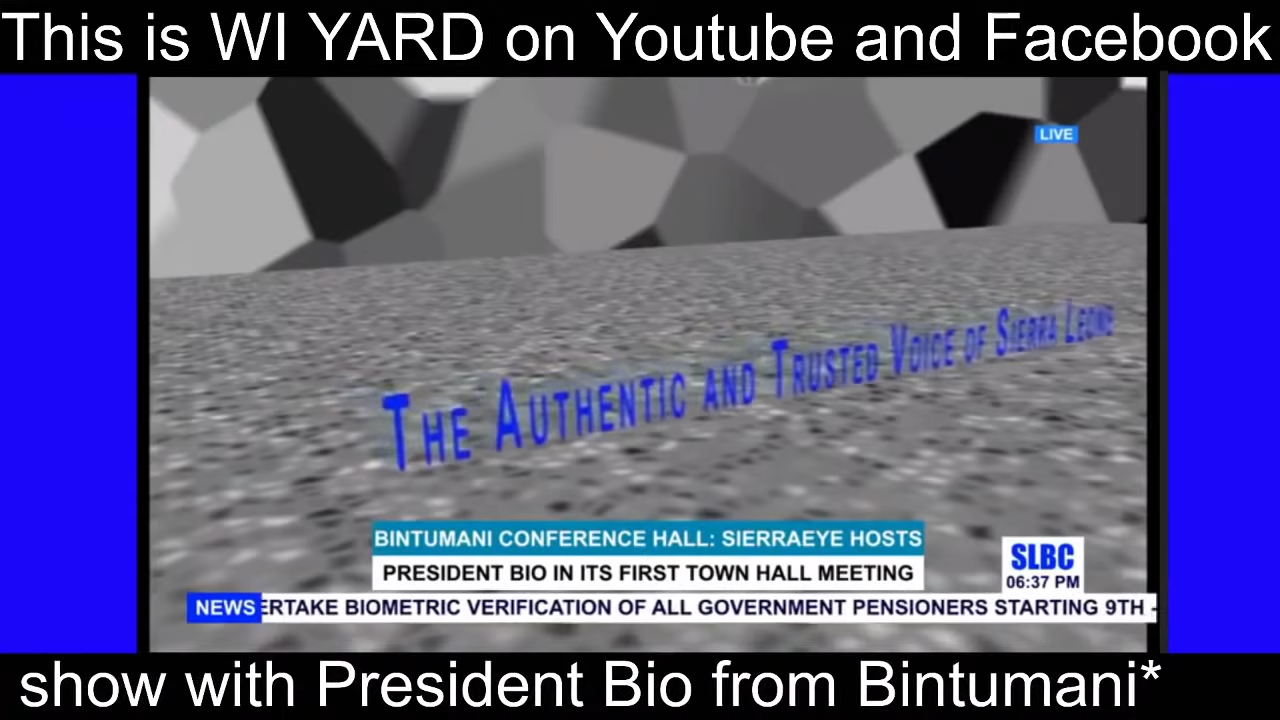 This is WI YARD on Youtube and Facebook
LIVE
THE AUTHENTIC AND TRUSTED VOICE OF SIERRA LEONE
BINTUMANI CONFERENCE HALL: SIERRAEYE HOSTS
PRESIDENT BIO IN ITS FIRST TOWN HALL MEETING
SLBC
06:37 PM
NEWS ERTAKE BIOMETRIC VERIFICATION OF ALL GOVERNMENT PENSIONERS STARTING 9TH -
show with President Bio from Bintumani*